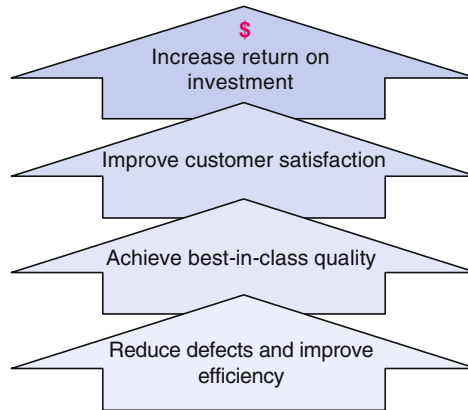 $
Increase return on
investment
Improve customer satisfaction
Achieve best-in-class quality
Reduce defects and improve
efficiency